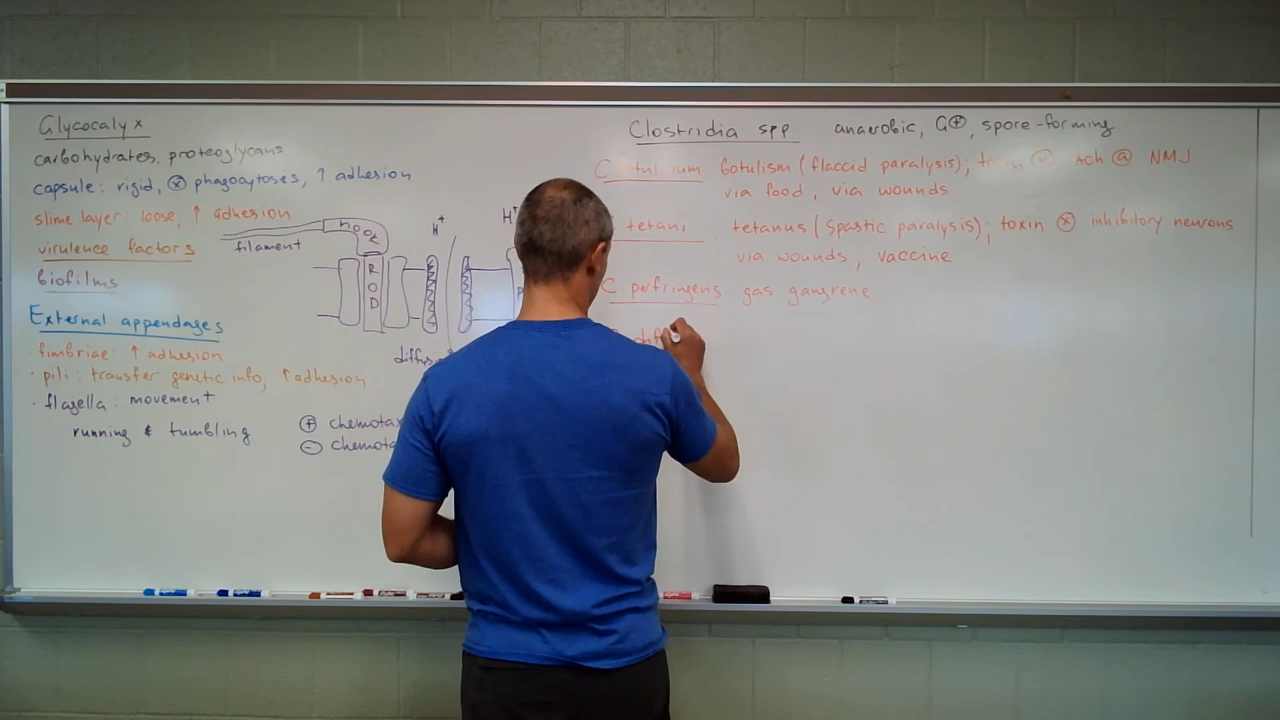 Glycocalyx
carbohydrates, proteoglycans
capsule: rigid, ⊗ phagocytoses, ↑ adhesion
slime layer: loose, ↑ adhesion
virulence factors
biofilms
External appendages
· fimbriae: ↑ adhesion
· pili: transfer genetic info, ↑ adhesion
· flagella: movement
running & tumbling
filament
hook
ROD
H+
H+
⊕
⊖
Clostridia spp anaerobic, G⊕, spore-forming
botulism (flaccid paralysis), Ach @ NMJ
via food, via wounds
tetani tetanus (spastic paralysis); toxin ⊗ inhibitory neurons
via wounds, vaccine
C. perfringens gas gangrene